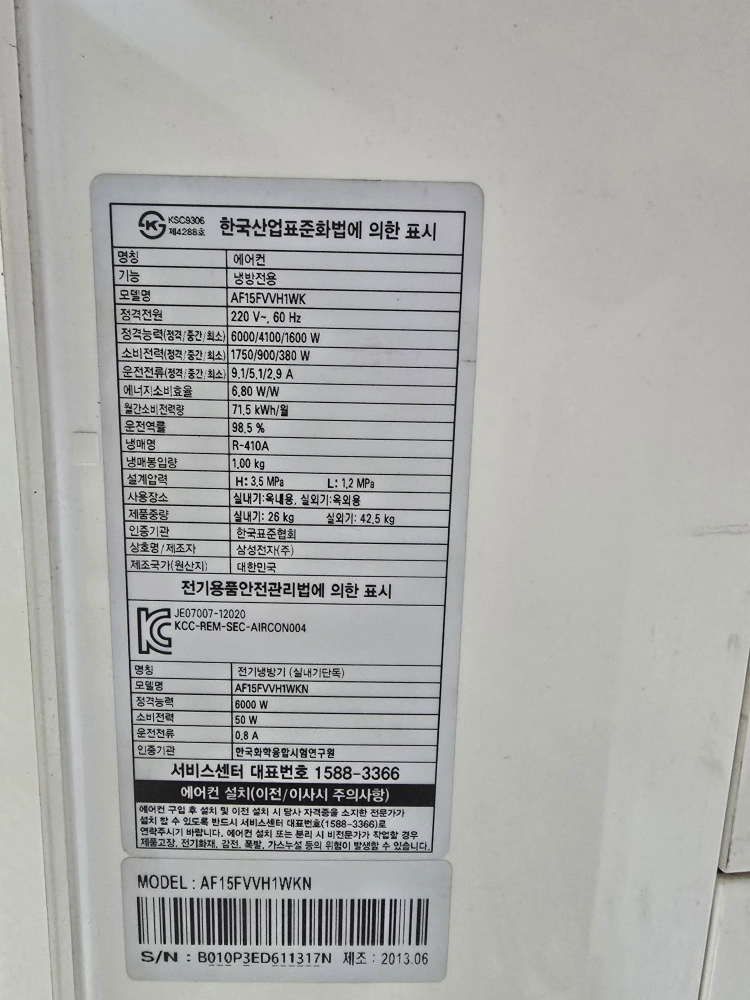 KSC9306
제4288호
한국산업표준화법에 의한 표시
명칭 에어컨
기능 냉방전용
모델명 AF15FVVH1WK
정격전원 220 V~, 60 Hz
정격능력(정격/중간/최소) 6000/4100/1600 W
소비전력(정격/중간/최소) 1750/900/380 W
운전전류(정격/중간/최소) 9.1/5.1/2.9 A
에너지소비효율 6.80 W/W
월간소비전력량 71.5 kWh/월
운전역률 98.5 %
냉매명 R-410A
냉매봉입량 1.00 kg
설계압력 H: 3.5 MPa L: 1.2 MPa
사용장소 실내기:옥내용, 실외기:옥외용
제품중량 실내기: 26 kg 실외기: 42.5 kg
인증기관 한국표준협회
상호명/제조자 삼성전자(주)
제조국가(원산지) 대한민국
전기용품안전관리법에 의한 표시
JE07007-12020
KCC-REM-SEC-AIRCON004
명칭 전기냉방기 (실내기단독)
모델명 AF15FVVH1WKN
정격능력 6000 W
소비전력 50 W
운전전류 0.8 A
인증기관 한국화학융합시험연구원
서비스센터 대표번호 1588-3366
에어컨 설치(이전/이사시 주의사항)
에어컨 구입 후 설치 및 이전 설치 시 당사 자격증을 소지한 전문가가
설치 할 수 있도록 반드시 서비스센터 대표번호(1588-3366)로
연락주시기 바랍니다. 에어컨 설치 또는 분리 시 비전문가가 작업할 경우
제품고장, 전기화재, 감전, 폭발, 가스누설 등의 위험이 발생할 수 있습니다.
MODEL : AF15FVVH1WKN
S/N : B010P3ED611317N 제조 : 2013.06